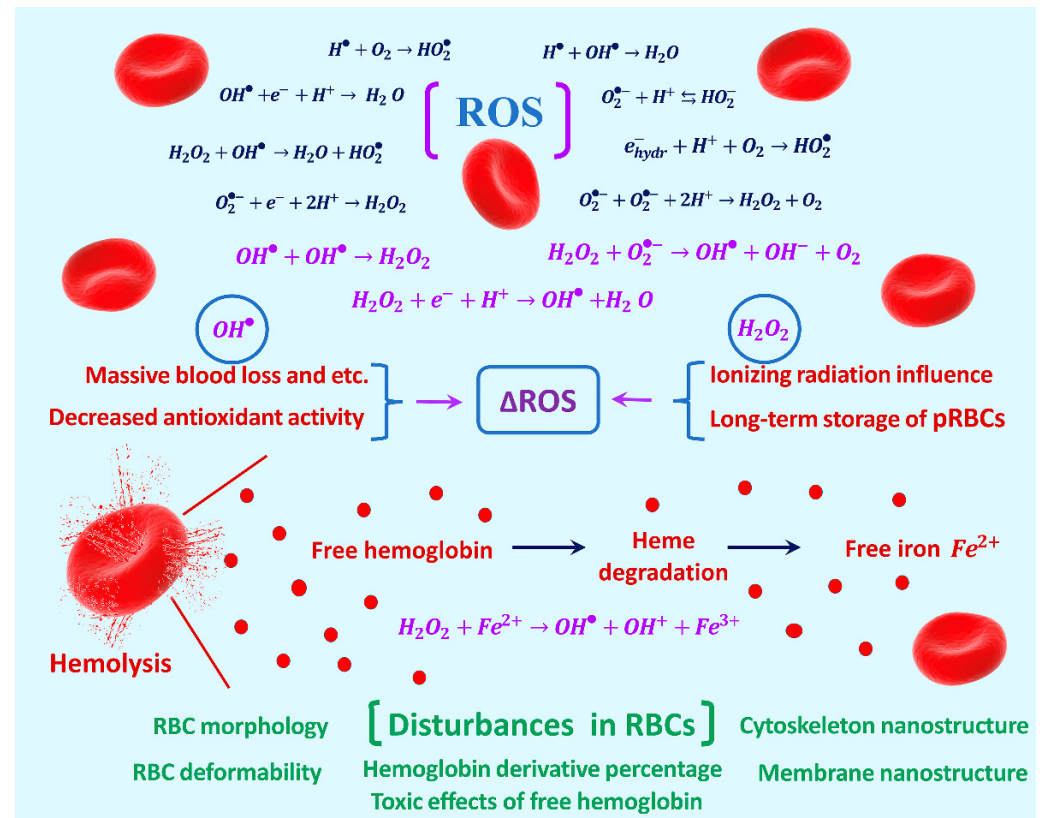 H• + O₂ → HO₂•
H• + OH• → H₂O
OH• +e⁻ + H⁺ → H₂ O
ROS
O₂•⁻ + H⁺ ⇆ HO₂⁻
H₂O₂ + OH• → H₂O + HO₂•
e⁻hydr + H⁺ + O₂ → HO₂•
O₂•⁻ + e⁻ + 2H⁺ → H₂O₂
O₂•⁻ + O₂•⁻ + 2H⁺ → H₂O₂ + O₂
OH• + OH• → H₂O₂
H₂O₂ + O₂•⁻ → OH• + OH⁻ + O₂
H₂O₂ + e⁻ + H⁺ → OH• +H₂ O
OH•
H₂O₂
Massive blood loss and etc.
Decreased antioxidant activity
ΔROS
Ionizing radiation influence
Long-term storage of pRBCs
Free hemoglobin
Heme
degradation
Free iron Fe²⁺
H₂O₂ + Fe²⁺ → OH• + OH⁺ + Fe³⁺
Hemolysis
[Disturbances in RBCs]
RBC morphology
Cytoskeleton nanostructure
RBC deformability
Hemoglobin derivative percentage
Membrane nanostructure
Toxic effects of free hemoglobin